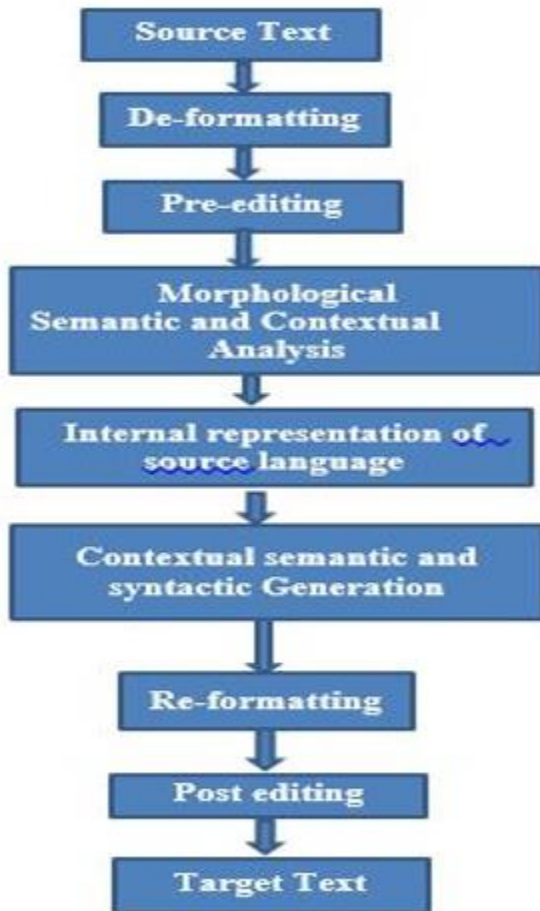 Source Text
De-formatting
Pre-editing
Morphological
Semantic and Contextual
Analysis
Internal representation of
source language
Contextual semantic and
syntactic Generation
Re-formatting
Post editing
Target Text